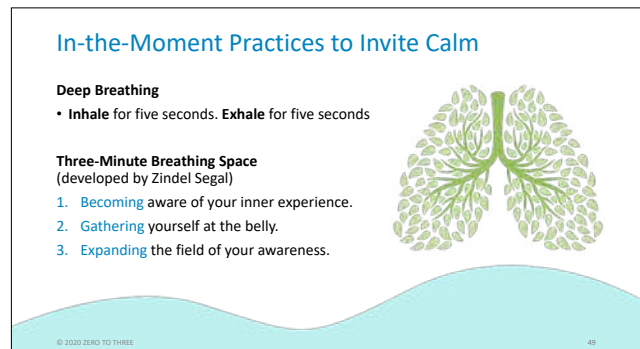 In-the-Moment Practices to Invite Calm
Deep Breathing
• Inhale for five seconds. Exhale for five seconds
Three-Minute Breathing Space
(developed by Zindel Segal)
1. Becoming aware of your inner experience.
2. Gathering yourself at the belly.
3. Expanding the field of your awareness.
© 2020 ZERO TO THREE
49